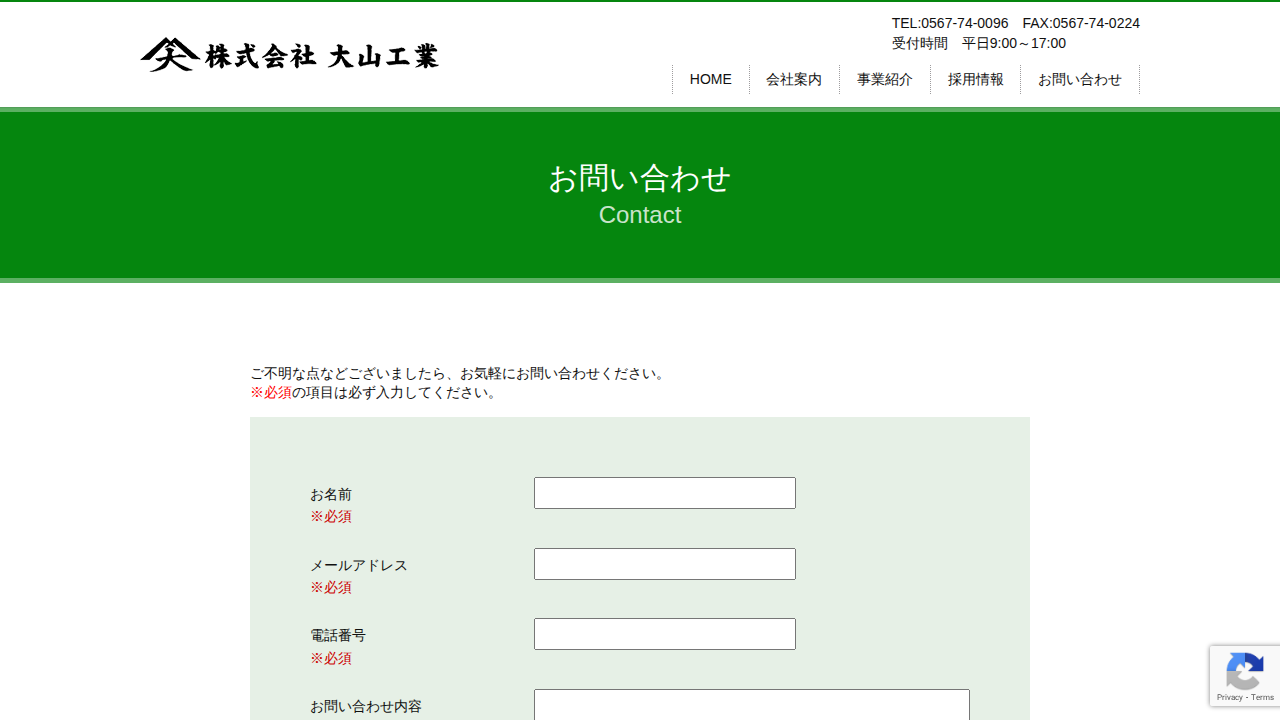 株式会社 大山工業
TEL:0567-74-0096　FAX:0567-74-0224
受付時間　平日9:00～17:00
HOME
会社案内
事業紹介
採用情報
お問い合わせ
お問い合わせ
Contact
ご不明な点などございましたら、お気軽にお問い合わせください。
※必須の項目は必ず入力してください。
お名前
※必須
メールアドレス
※必須
電話番号
※必須
お問い合わせ内容
Privacy - Terms